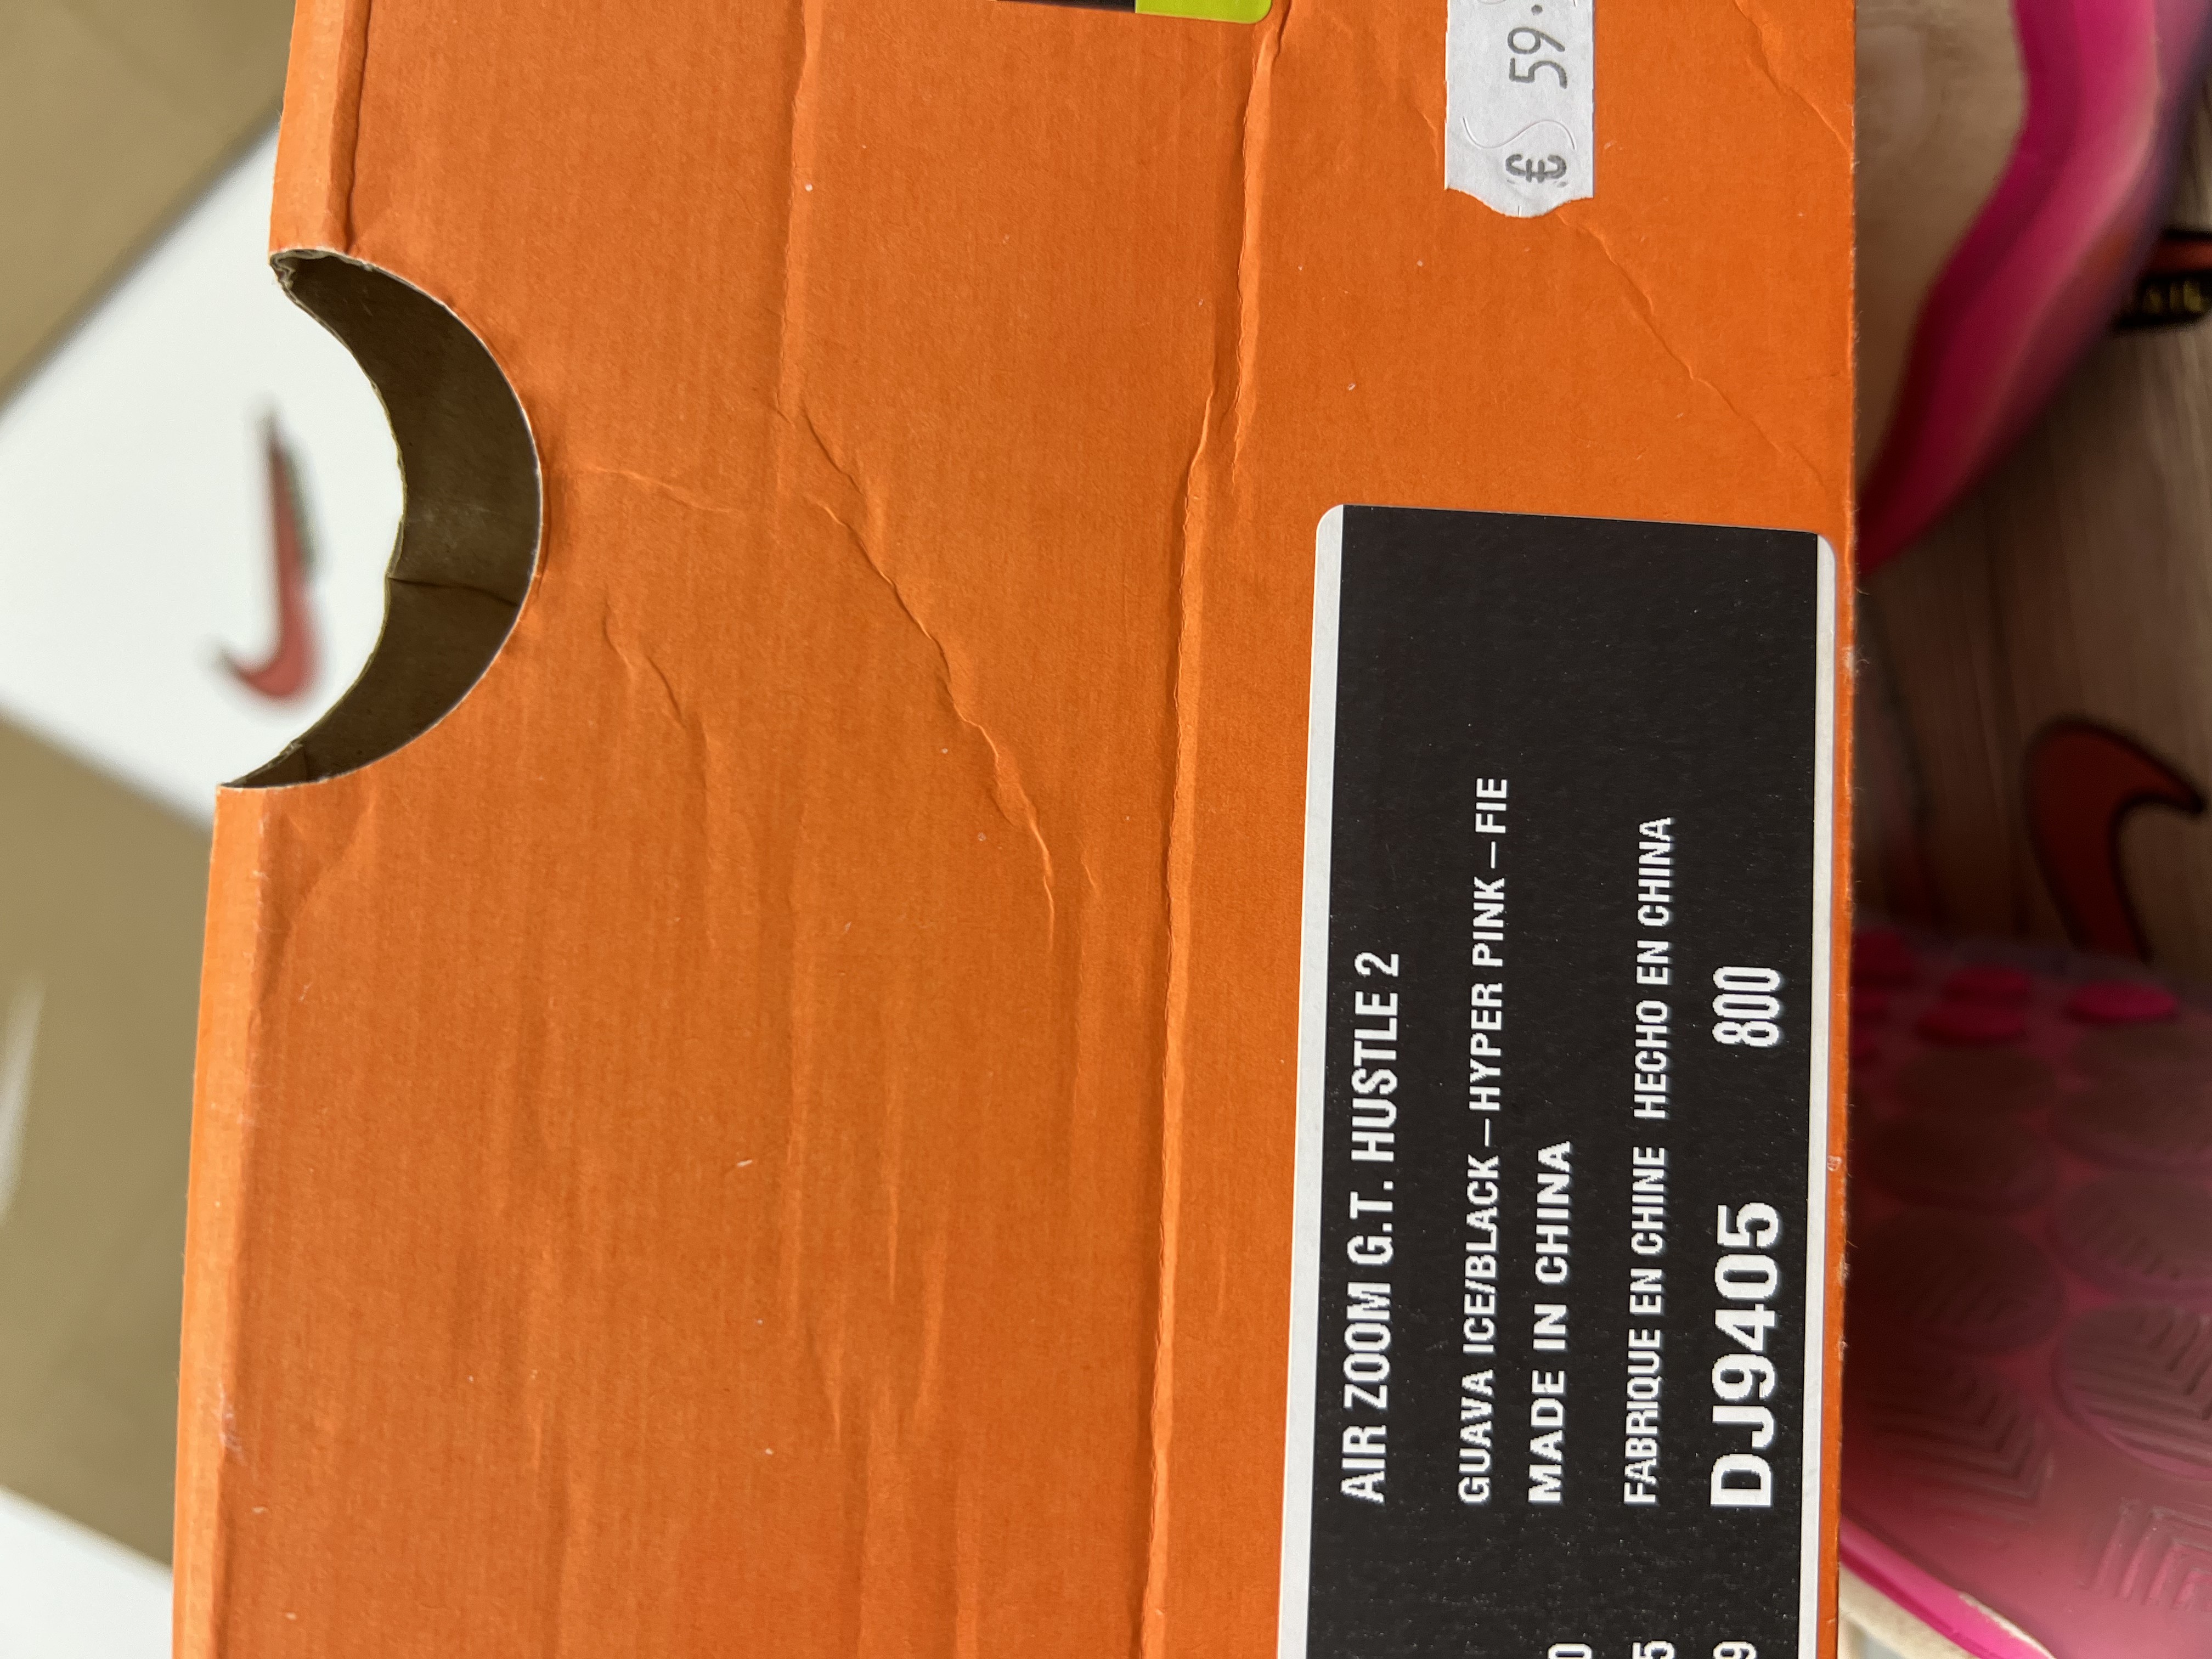 AIR ZOOM G.T. HUSTLE 2
GUAVA ICE/BLACK – HYPER PINK – FIE
MADE IN CHINA
FABRIQUE EN CHINE HECHO EN CHINA
DJ9405 800
€ 59.